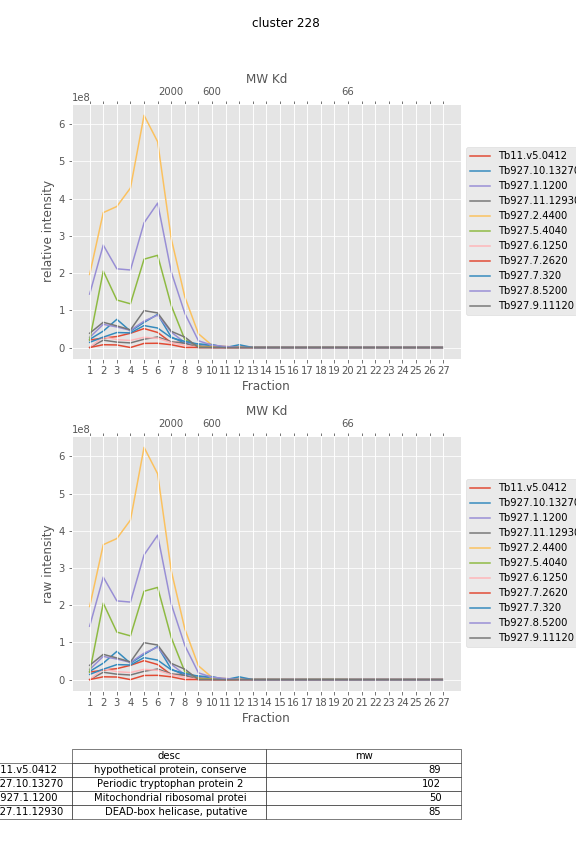 cluster 228
MW Kd
2000 600 66
1e8
6
5
4
3
2
1
0
relative intensity
1 2 3 4 5 6 7 8 9 10 11 12 13 14 15 16 17 18 19 20 21 22 23 24 25 26 27
Fraction
Tb11.v5.0412
Tb927.10.13270
Tb927.1.1200
Tb927.11.12930
Tb927.2.4400
Tb927.5.4040
Tb927.6.1250
Tb927.7.2620
Tb927.7.320
Tb927.8.5200
Tb927.9.11120
MW Kd
2000 600 66
1e8
6
5
4
3
2
1
0
raw intensity
1 2 3 4 5 6 7 8 9 10 11 12 13 14 15 16 17 18 19 20 21 22 23 24 25 26 27
Fraction
Tb11.v5.0412
Tb927.10.13270
Tb927.1.1200
Tb927.11.12930
Tb927.2.4400
Tb927.5.4040
Tb927.6.1250
Tb927.7.2620
Tb927.7.320
Tb927.8.5200
Tb927.9.11120
desc mw
11.v5.0412 hypothetical protein, conserve 89
27.10.13270 Periodic tryptophan protein 2 102
927.1.1200 Mitochondrial ribosomal protei 50
27.11.12930 DEAD-box helicase, putative 85